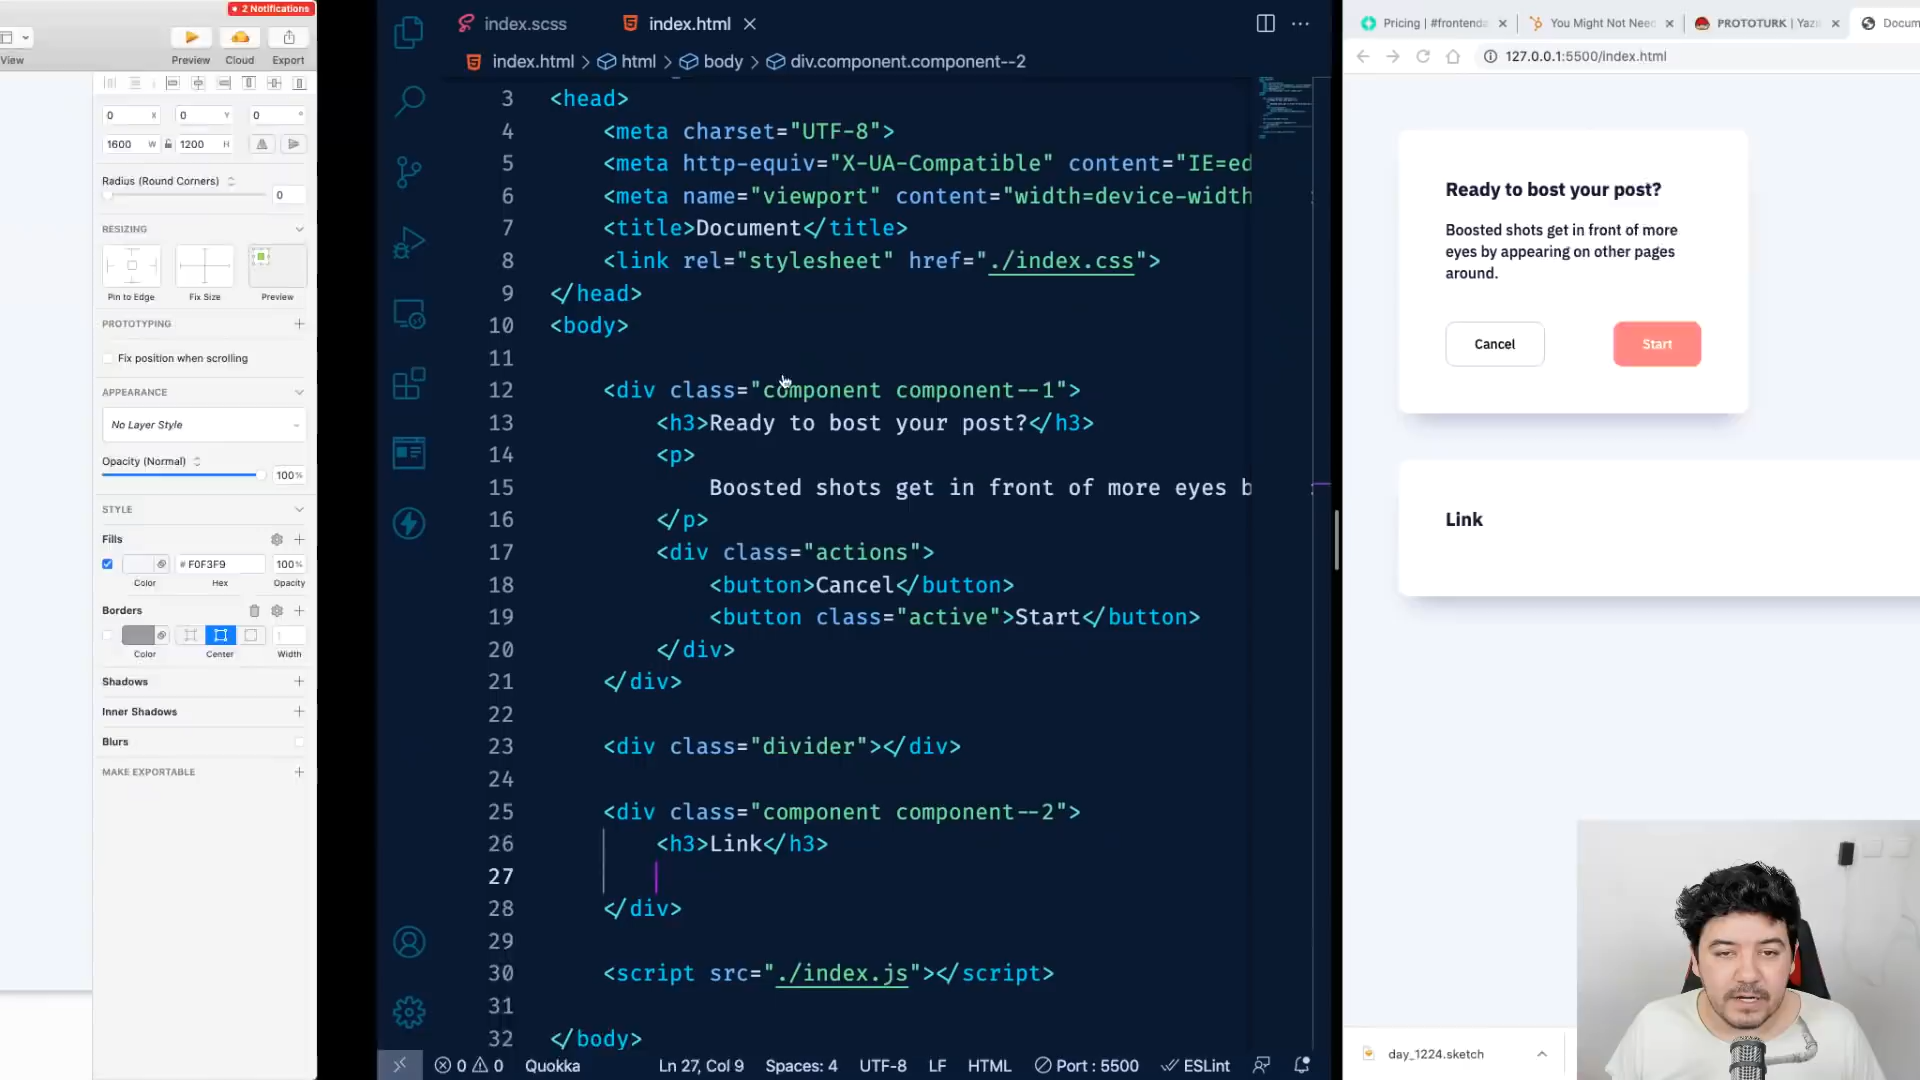 2 Notifications
View
Preview
Cloud
Export
0 X
0 Y
0 °
1600 W
1200 H
Radius (Round Corners)
0
RESIZING
Pin to Edge
Fix Size
Preview
PROTOTYPING
Fix position when scrolling
APPEARANCE
No Layer Style
Opacity (Normal)
100%
STYLE
Fills
# F0F3F9
100%
Color
Hex
Opacity
Borders
1
Color
Center
Width
Shadows
Inner Shadows
Blurs
MAKE EXPORTABLE
index.scss
index.html
index.html > html > body > div.component.component--2
3 <head>
4 <meta charset="UTF-8">
5 <meta http-equiv="X-UA-Compatible" content="IE=ed
6 <meta name="viewport" content="width=device-width
7 <title>Document</title>
8 <link rel="stylesheet" href="./index.css">
9 </head>
10 <body>
11
12 <div class="component component--1">
13 <h3>Ready to bost your post?</h3>
14 <p>
15 Boosted shots get in front of more eyes b
16 </p>
17 <div class="actions">
18 <button>Cancel</button>
19 <button class="active">Start</button>
20 </div>
21 </div>
22
23 <div class="divider"></div>
24
25 <div class="component component--2">
26 <h3>Link</h3>
27
28 </div>
29
30 <script src="./index.js"></script>
31
32 </body>
0 0
Quokka
Ln 27, Col 9
Spaces: 4
UTF-8
LF
HTML
Port : 5500
ESLint
Pricing | #frontenda
You Might Not Need
PROTOTURK | Yazı
Docum
127.0.0.1:5500/index.html
Ready to bost your post?
Boosted shots get in front of more
eyes by appearing on other pages
around.
Cancel
Start
Link
day_1224.sketch